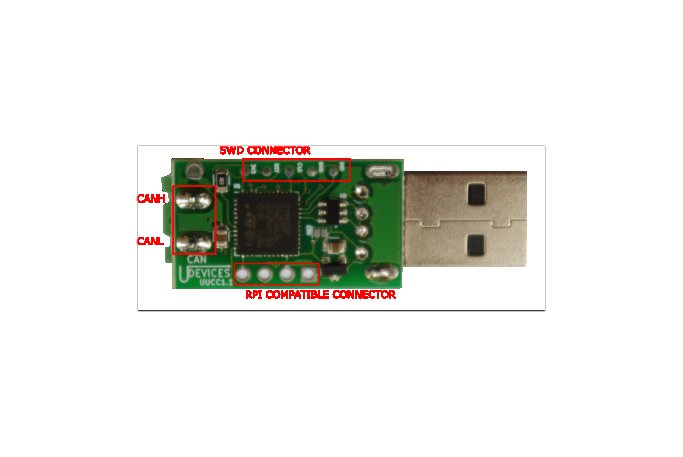 SWD CONNECTOR
CANH
CANL
CAN
U DEVICES
UUCC1.1
RPI COMPATIBLE CONNECTOR